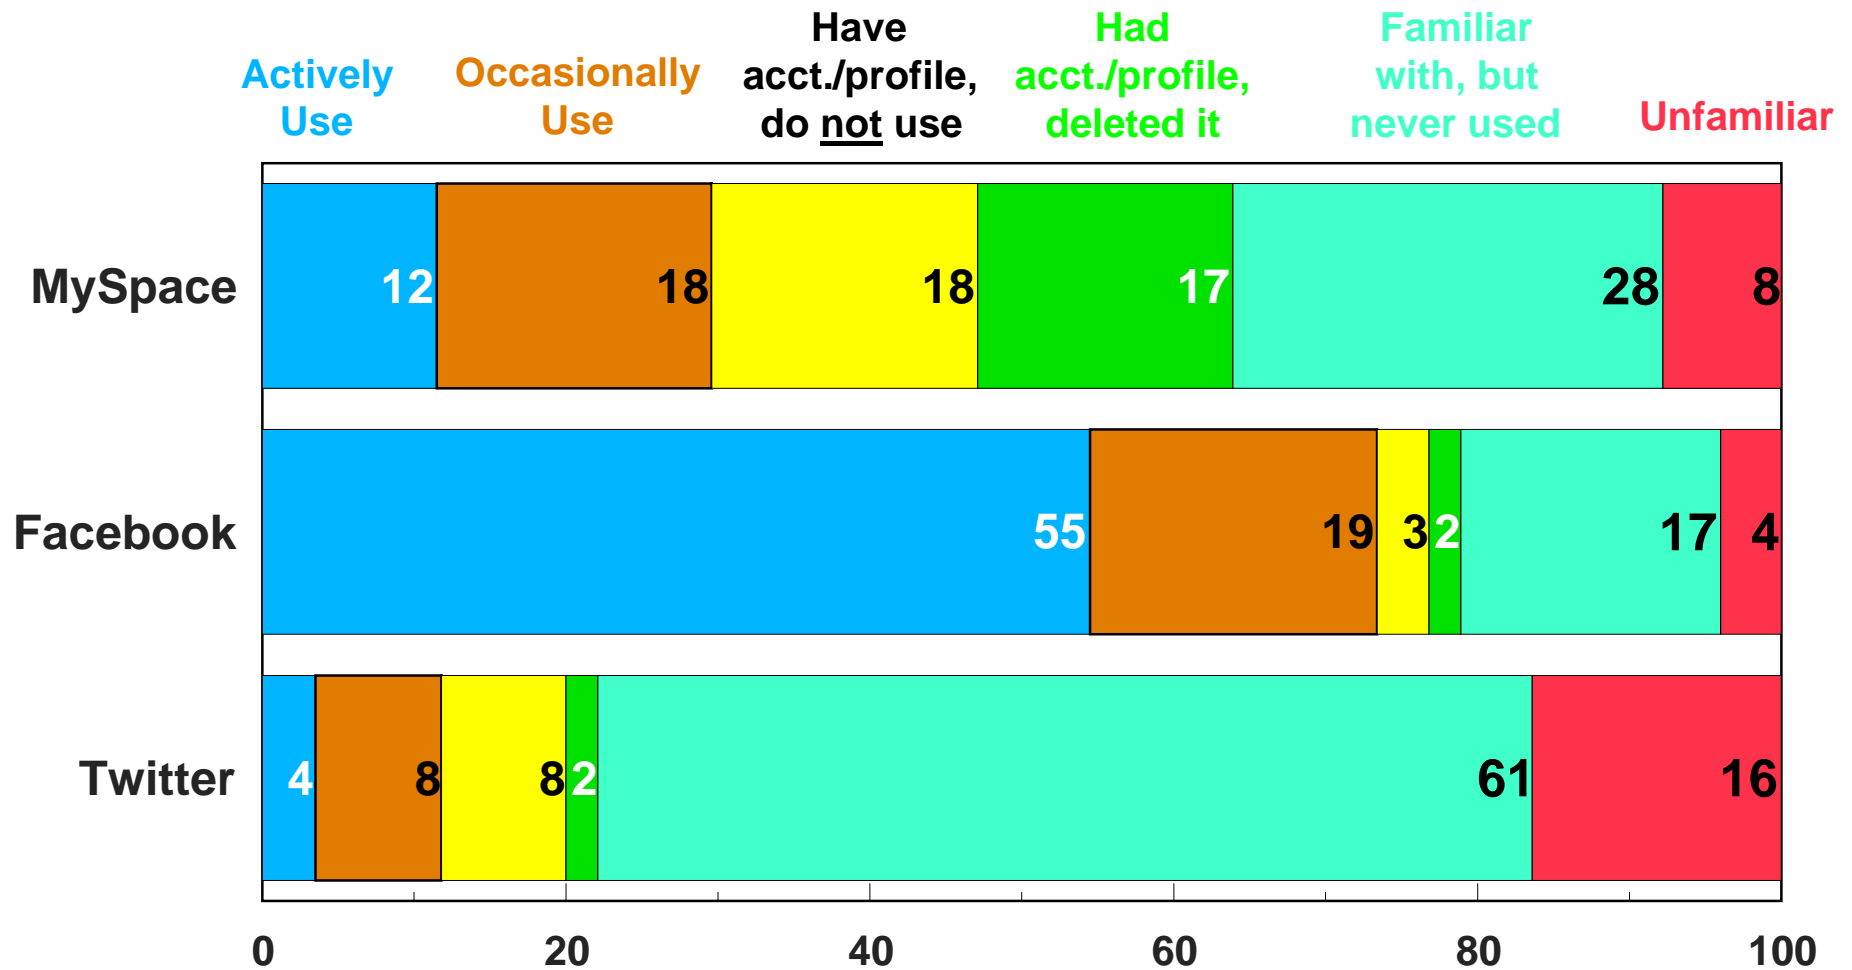 Actively
Use
Occasionally
Use
Have
acct./profile,
do not use
Had
acct./profile,
deleted it
Familiar
with, but
never used
Unfamiliar
MySpace 12 18 18 17 28 8
Facebook 55 19 3 2 17 4
Twitter 4 8 8 2 61 16
0 20 40 60 80 100